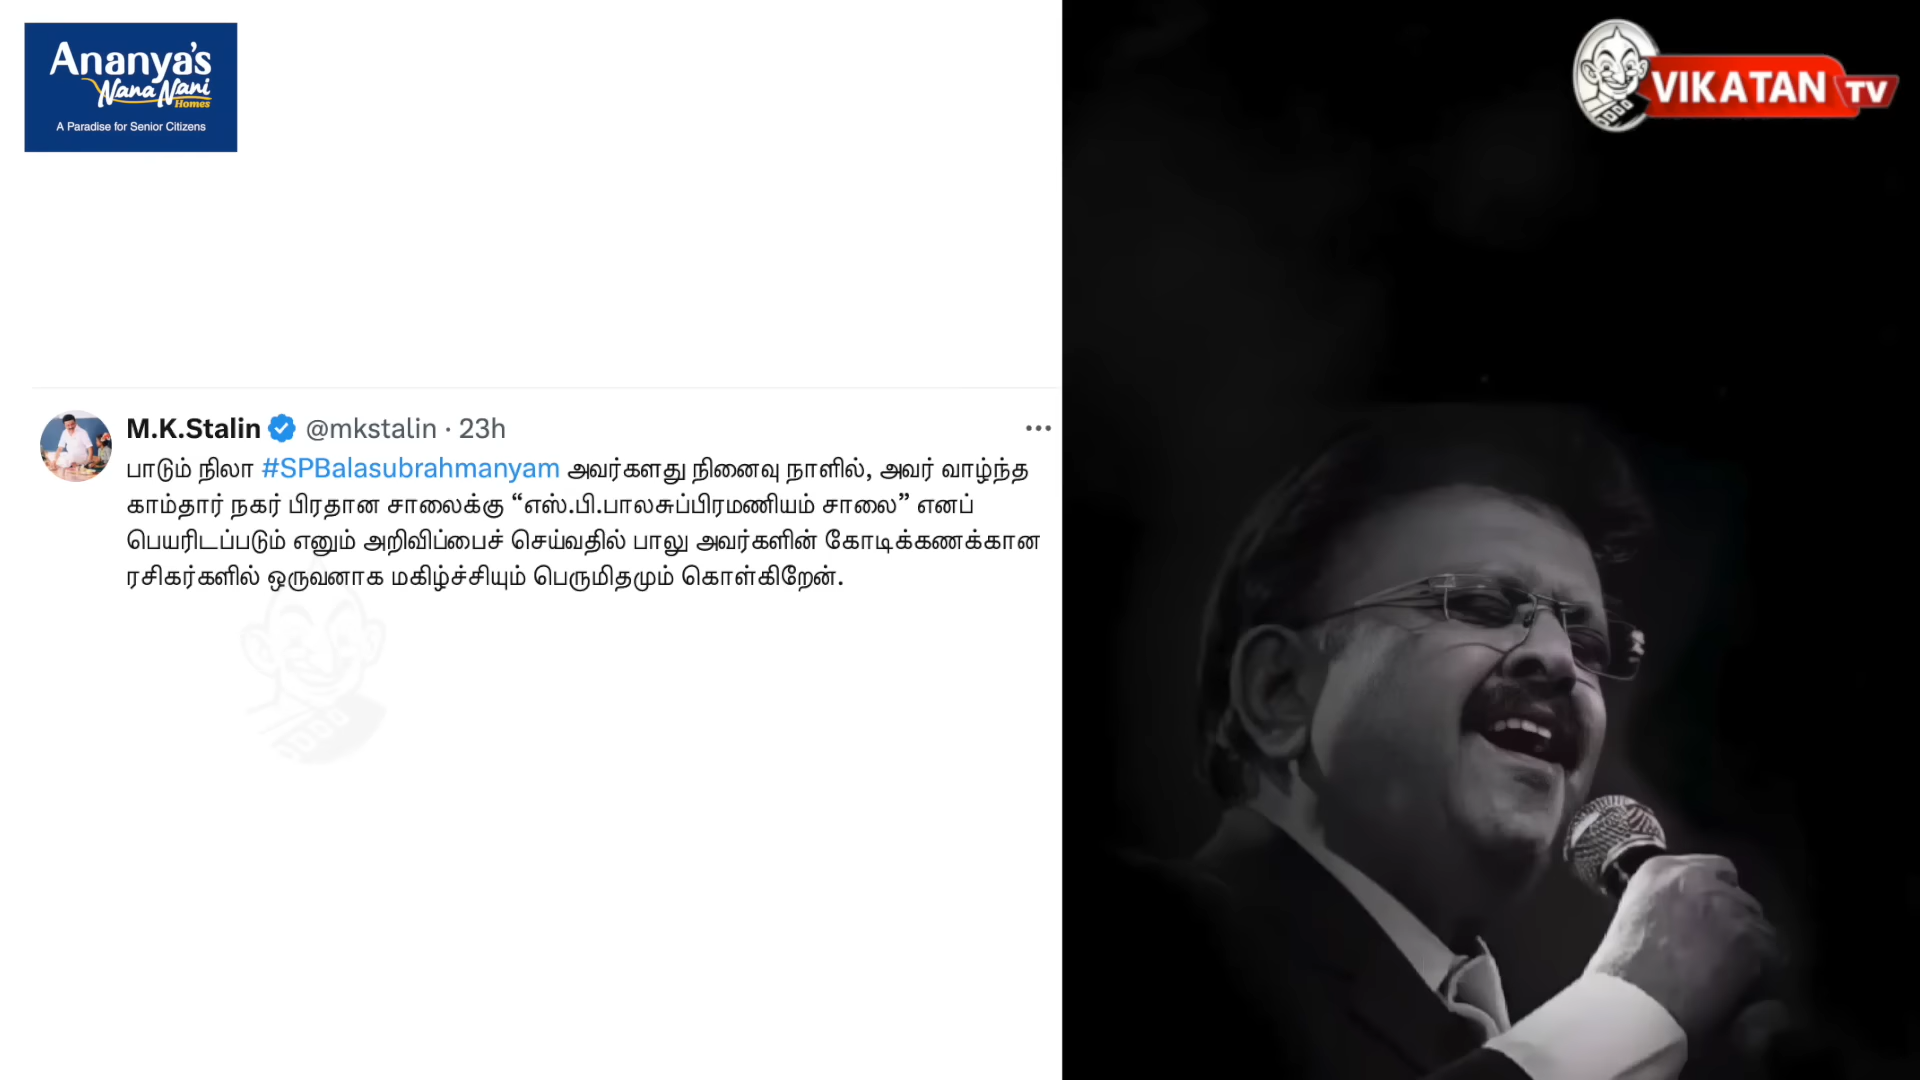 Ananya's
Nana Nani
Homes
A Paradise for Senior Citizens
VIKATAN TV
M.K.Stalin @mkstalin · 23h
பாடும் நிலா #SPBalasubrahmanyam அவர்களது நினைவு நாளில், அவர் வாழ்ந்த
காம்தார் நகர் பிரதான சாலைக்கு “எஸ்.பி.பாலசுப்பிரமணியம் சாலை” எனப்
பெயரிடப்படும் எனும் அறிவிப்பைச் செய்வதில் பாலு அவர்களின் கோடிக்கணக்கான
ரசிகர்களில் ஒருவனாக மகிழ்ச்சியும் பெருமிதமும் கொள்கிறேன்.